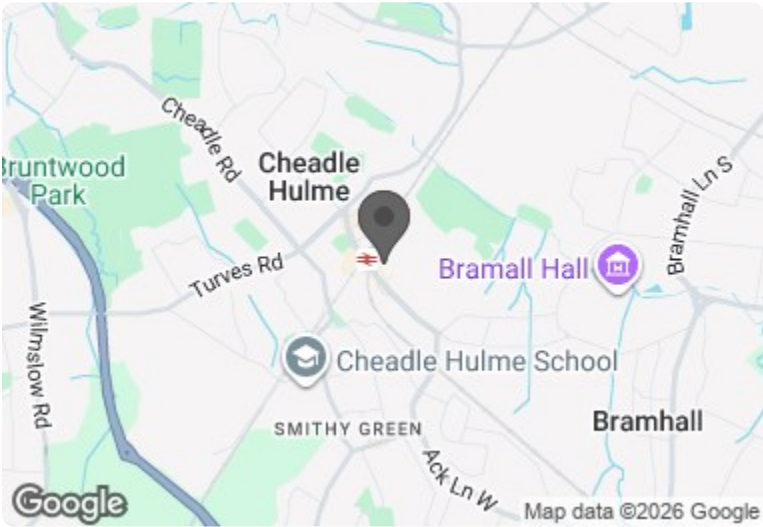 Cheadle Rd
Bruntwood
Park
Cheadle
Hulme
Bramhall Ln S
Turves Rd
Bramall Hall
Wilmslow Rd
Cheadle Hulme School
SMITHY GREEN
Bramhall
Ack Ln W
Google
Map data ©2026 Google